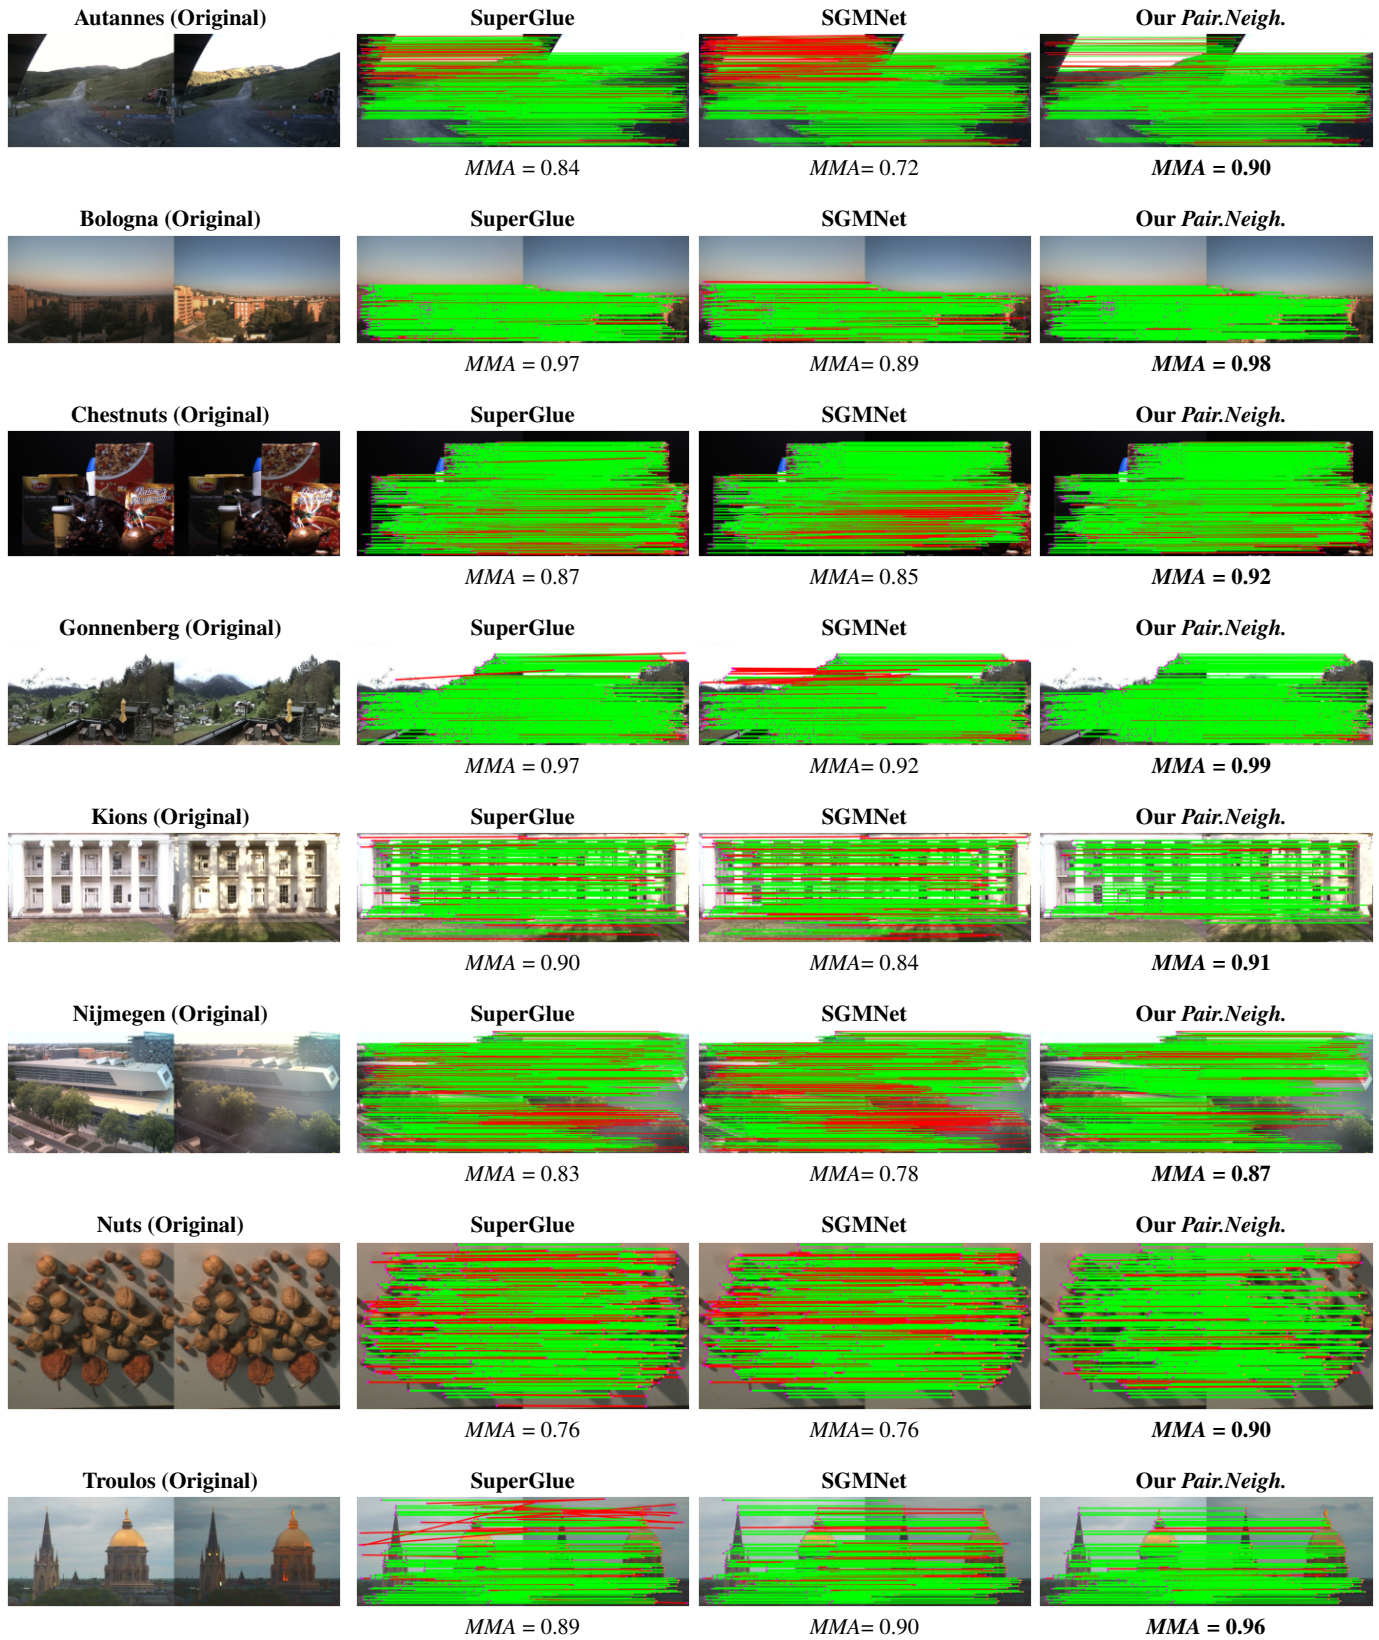 Autannes (Original) SuperGlue SGMNet Our Pair.Neigh.
MMA = 0.84 MMA= 0.72 MMA = 0.90
Bologna (Original) SuperGlue SGMNet Our Pair.Neigh.
MMA = 0.97 MMA= 0.89 MMA = 0.98
Chestnuts (Original) SuperGlue SGMNet Our Pair.Neigh.
MMA = 0.87 MMA= 0.85 MMA = 0.92
Gonnenberg (Original) SuperGlue SGMNet Our Pair.Neigh.
MMA = 0.97 MMA= 0.92 MMA = 0.99
Kions (Original) SuperGlue SGMNet Our Pair.Neigh.
MMA = 0.90 MMA= 0.84 MMA = 0.91
Nijmegen (Original) SuperGlue SGMNet Our Pair.Neigh.
MMA = 0.83 MMA= 0.78 MMA = 0.87
Nuts (Original) SuperGlue SGMNet Our Pair.Neigh.
MMA = 0.76 MMA= 0.76 MMA = 0.90
Troulos (Original) SuperGlue SGMNet Our Pair.Neigh.
MMA = 0.89 MMA= 0.90 MMA = 0.96